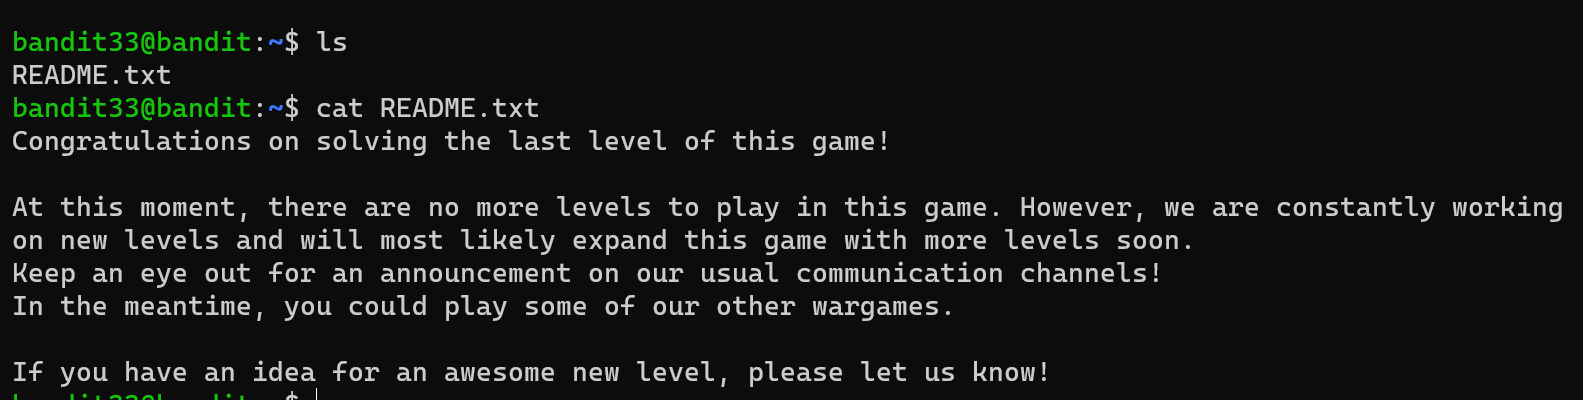 bandit33@bandit:~$ ls
README.txt
bandit33@bandit:~$ cat README.txt
Congratulations on solving the last level of this game!
At this moment, there are no more levels to play in this game. However, we are constantly working
on new levels and will most likely expand this game with more levels soon.
Keep an eye out for an announcement on our usual communication channels!
In the meantime, you could play some of our other wargames.
If you have an idea for an awesome new level, please let us know!
bandit33@bandit:~$